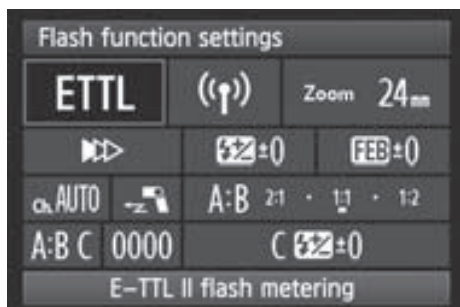 Flash function settings
ETTL Zoom 24mm
±0 FEB±0
Ch.AUTO A:B 2:1 · 1:1 · 1:2
A:B C 0000 C ±0
E-TTL II flash metering